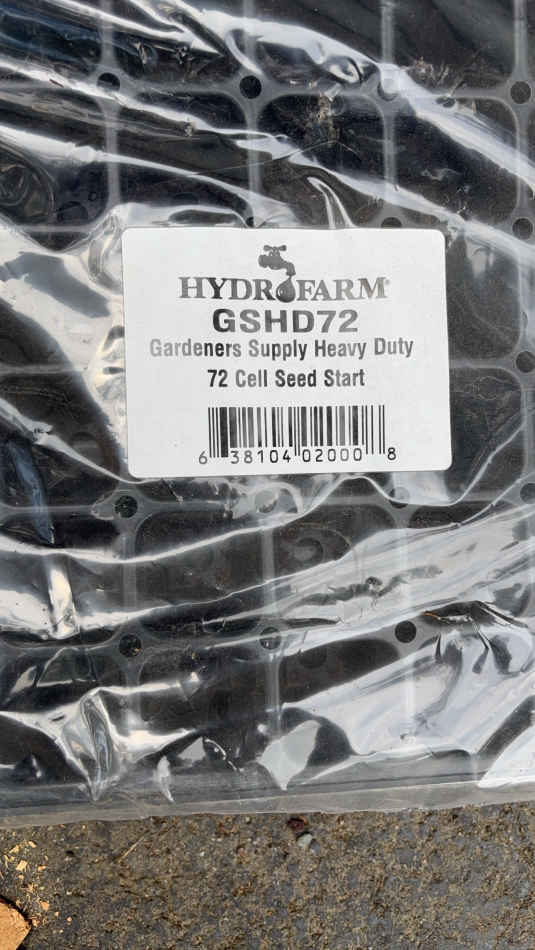 HYDROFARM®
GSHD72
Gardeners Supply Heavy Duty
72 Cell Seed Start
6 38104 02000 8